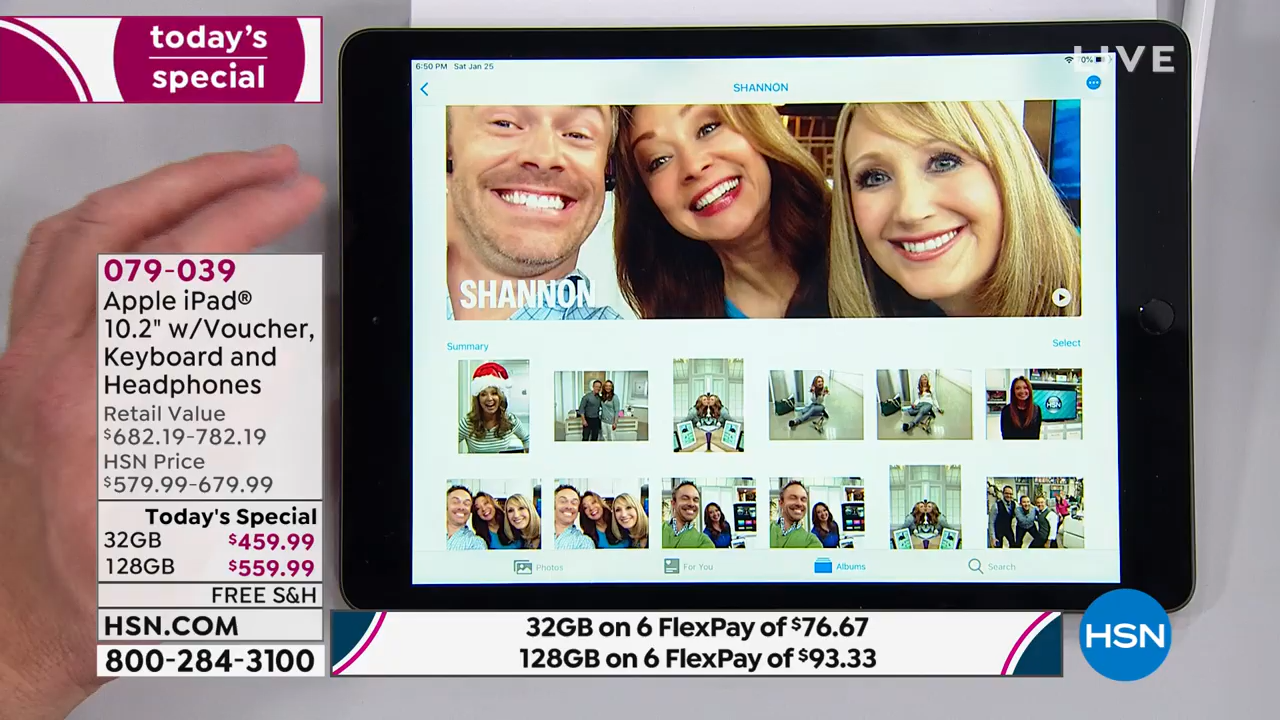 today's
special
LIVE
6:50 PM Sat Jan 25
SHANNON
SHANNON
Summary
Select
HSN
Photos
For You
Albums
Search
079-039
Apple iPad®
10.2" w/Voucher,
Keyboard and
Headphones
Retail Value
$682.19-782.19
HSN Price
$579.99-679.99
Today's Special
32GB $459.99
128GB $559.99
FREE S&H
HSN.COM
800-284-3100
32GB on 6 FlexPay of $76.67
128GB on 6 FlexPay of $93.33
HSN